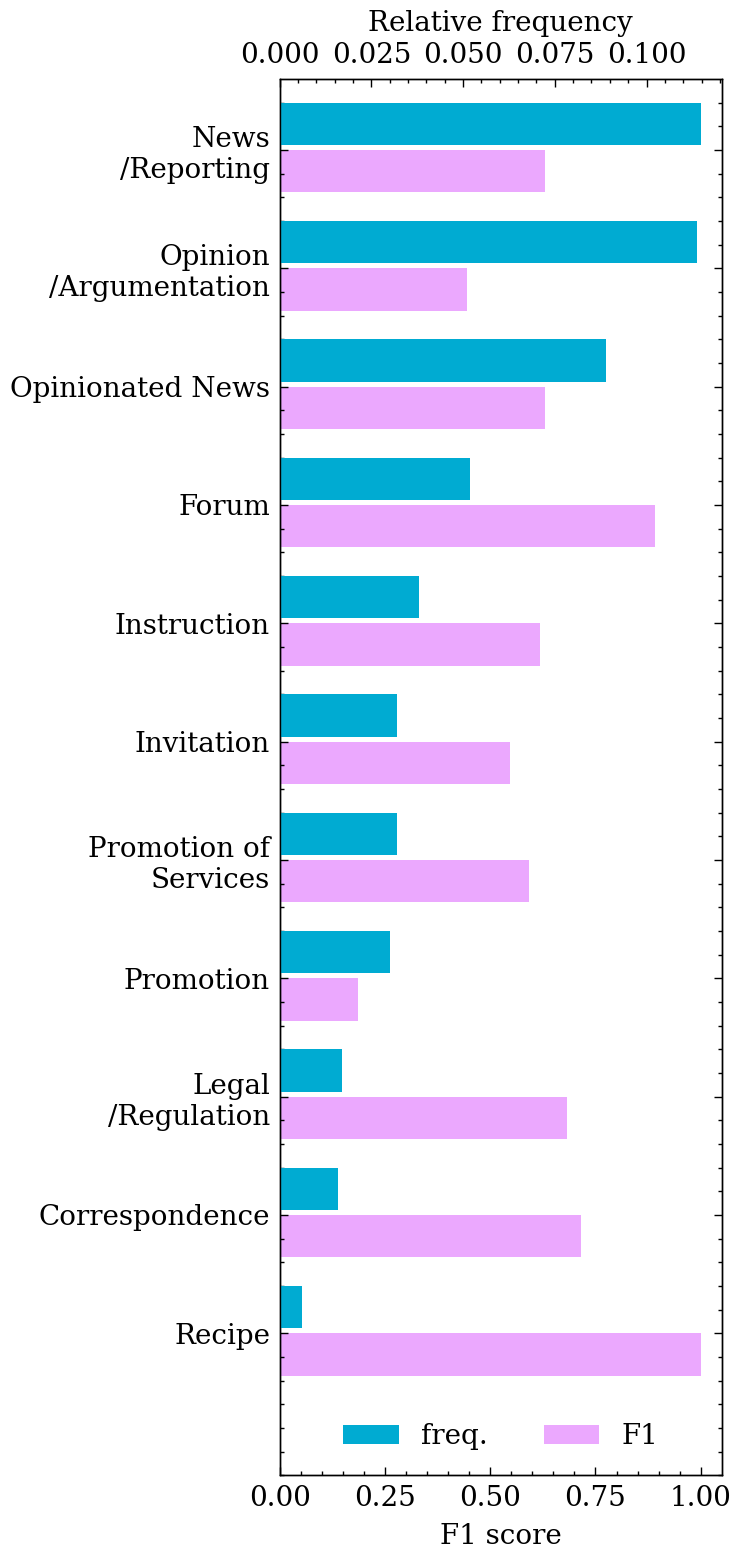 Relative frequency
0.000 0.025 0.050 0.075 0.100
News
/Reporting
Opinion
/Argumentation
Opinionated News
Forum
Instruction
Invitation
Promotion of
Services
Promotion
Legal
/Regulation
Correspondence
Recipe
freq. F1
0.00 0.25 0.50 0.75 1.00
F1 score